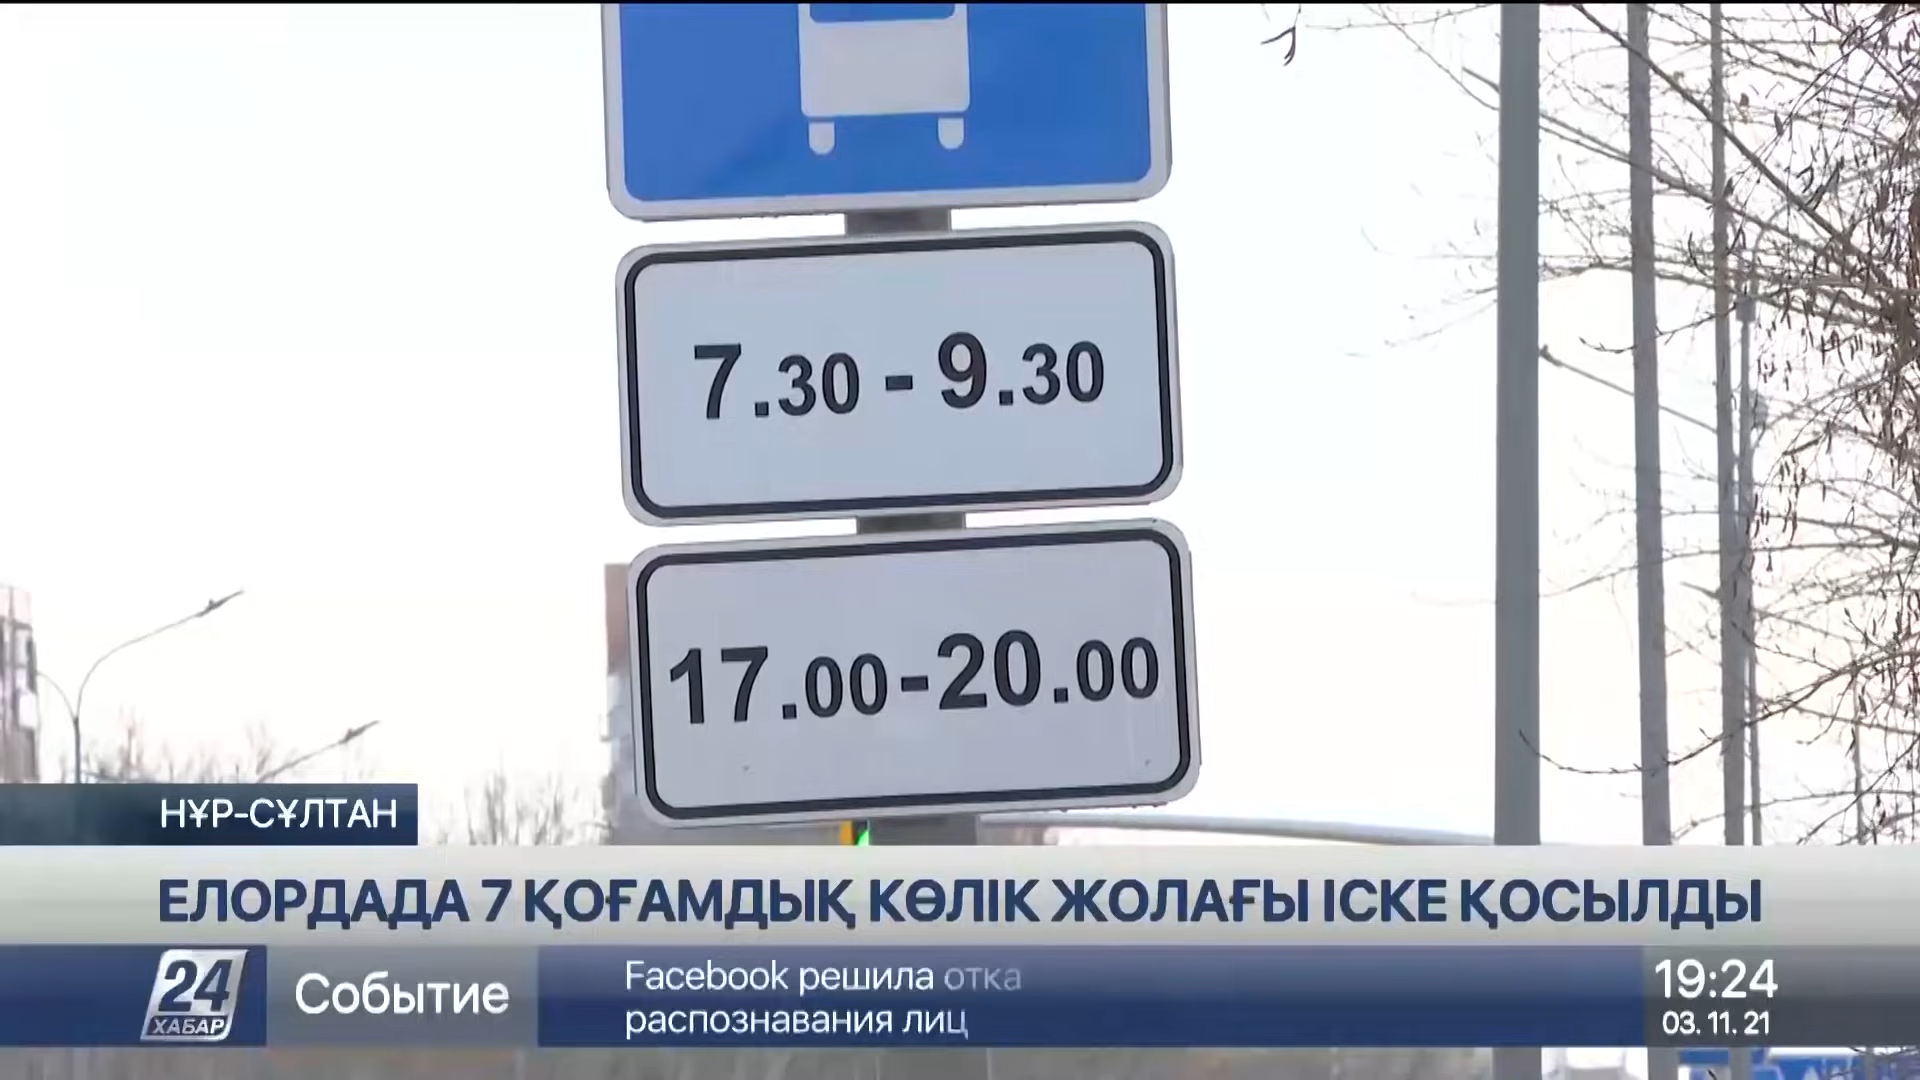 7.30 - 9.30
17.00-20.00
НҰР-СҰЛТАН
ЕЛОРДАДА 7 ҚОҒАМДЫҚ КӨЛІК ЖОЛАҒЫ ІСКЕ ҚОСЫЛДЫ
24
ХАБАР
Событие
Facebook решила отка
распознавания лиц
19:24
03.11.21